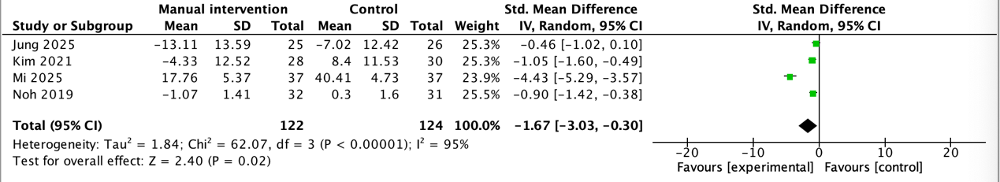 Manual intervention Control Std. Mean Difference Std. Mean Difference
Study or Subgroup Mean SD Total Mean SD Total Weight IV, Random, 95% CI IV, Random, 95% CI
Jung 2025 −13.11 13.59 25 −7.02 12.42 26 25.3% −0.46 [−1.02, 0.10]
Kim 2021 −4.33 12.52 28 8.4 11.53 30 25.3% −1.05 [−1.60, −0.49]
Mi 2025 17.76 5.37 37 40.41 4.73 37 23.9% −4.43 [−5.29, −3.57]
Noh 2019 −1.07 1.41 32 0.3 1.6 31 25.5% −0.90 [−1.42, −0.38]
Total (95% CI) 122 124 100.0% −1.67 [−3.03, −0.30]
Heterogeneity: Tau² = 1.84; Chi² = 62.07, df = 3 (P < 0.00001); I² = 95%
Test for overall effect: Z = 2.40 (P = 0.02)
−20 −10 0 10 20
Favours [experimental] Favours [control]